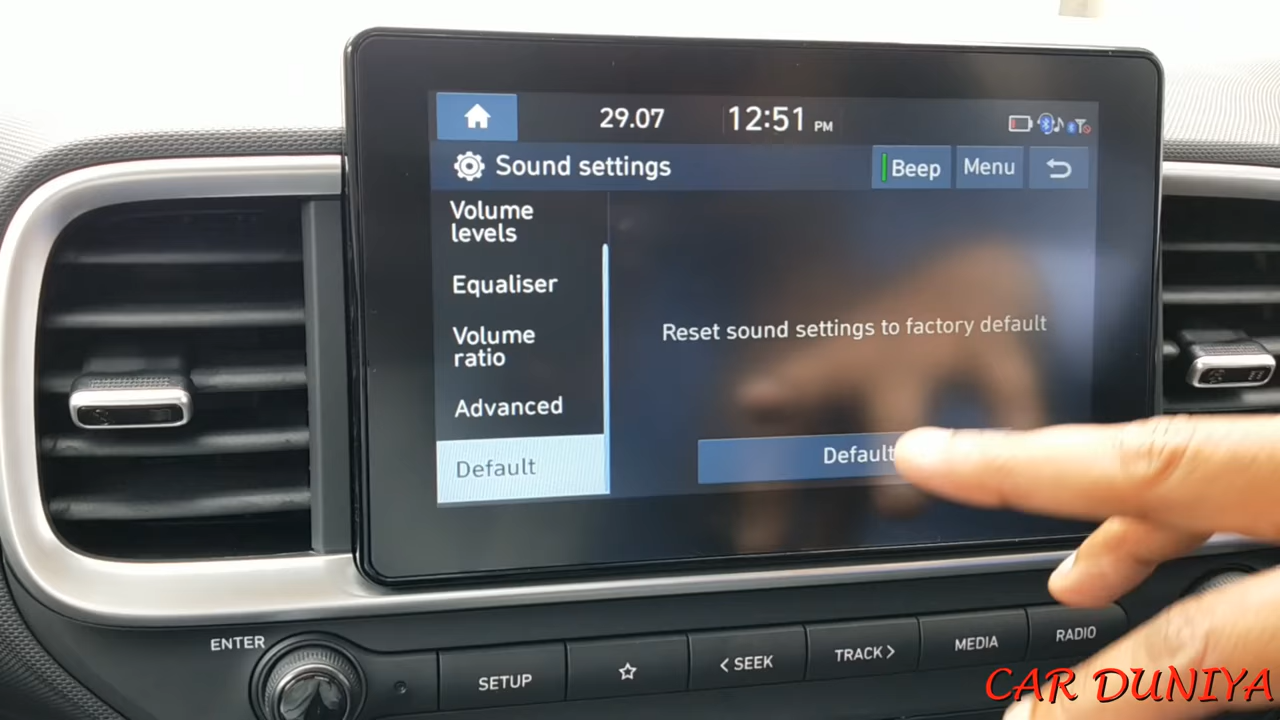 29.07
12:51 PM
Sound settings
Beep
Menu
Volume
levels
Equaliser
Volume
ratio
Advanced
Default
Reset sound settings to factory default
Default
ENTER
SETUP
< SEEK
TRACK >
MEDIA
RADIO
CAR DUNIYA